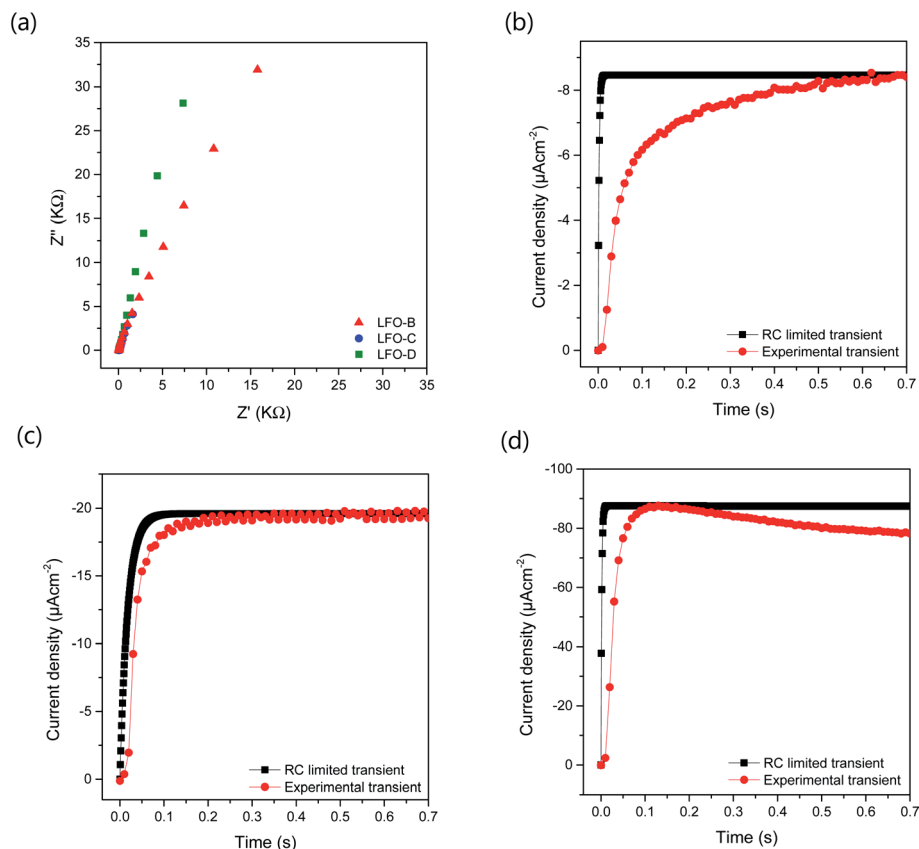 (a)
35
30
25
20
15
10
5
0
Z'' (KΩ)
0 5 10 15 20 25 30 35
Z' (KΩ)
LFO-B
LFO-C
LFO-D
(b)
-8
-6
-4
-2
0
Current density (µAcm⁻²)
0.0 0.1 0.2 0.3 0.4 0.5 0.6 0.7
Time (s)
RC limited transient
Experimental transient
(c)
-20
-15
-10
-5
0
Current density (µAcm⁻²)
0.0 0.1 0.2 0.3 0.4 0.5 0.6 0.7
Time (s)
RC limited transient
Experimental transient
(d)
-100
-80
-60
-40
-20
0
Current density (µAcm⁻²)
0.0 0.1 0.2 0.3 0.4 0.5 0.6 0.7
Time (s)
RC limited transient
Experimental transient